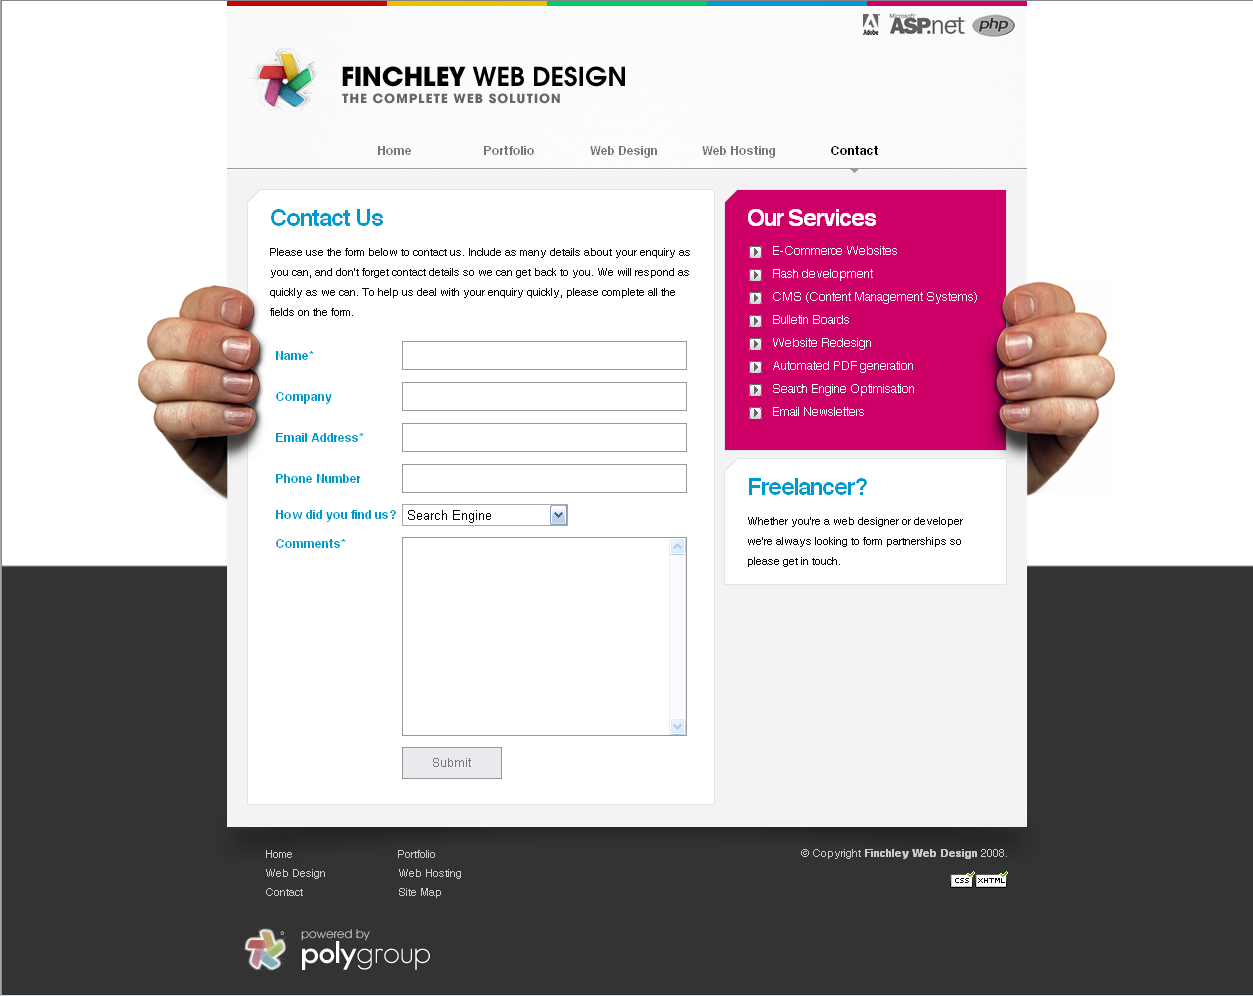 Adobe
Microsoft
ASP.net
php
FINCHLEY WEB DESIGN
THE COMPLETE WEB SOLUTION
Home
Portfolio
Web Design
Web Hosting
Contact
Contact Us
Please use the form below to contact us. Include as many details about your enquiry as
you can, and don't forget contact details so we can get back to you. We will respond as
quickly as we can. To help us deal with your enquiry quickly, please complete all the
fields on the form.
Name*
Company
Email Address*
Phone Number
How did you find us? Search Engine
Comments*
Submit
Our Services
E-Commerce Websites
Flash development
CMS (Content Management Systems)
Bulletin Boards
Website Redesign
Automated PDF generation
Search Engine Optimisation
Email Newsletters
Freelancer?
Whether you're a web designer or developer
we're always looking to form partnerships so
please get in touch.
Home
Portfolio
Web Design
Web Hosting
Contact
Site Map
© Copyright Finchley Web Design 2008.
CSS
XHTML
powered by
polygroup